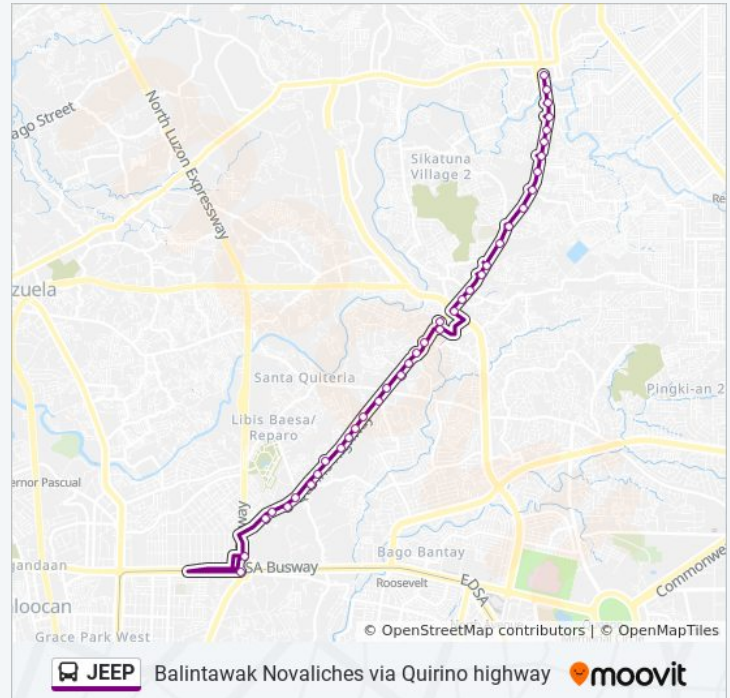 ago Street
North Luzon Expressway
Sikatuna
Village 2
Re
zuela
Santa Quiteria
Pingki-an 2
Libis Baesa/
Reparo
ernor Pascual
way
gandaan
SA Busway
Bago Bantay
Roosevelt
EDSA
Commonwe
loocan
Grace Park West
© OpenStreetMap contributors | © OpenMapTiles
JEEP Balintawak Novaliches via Quirino highway moovit